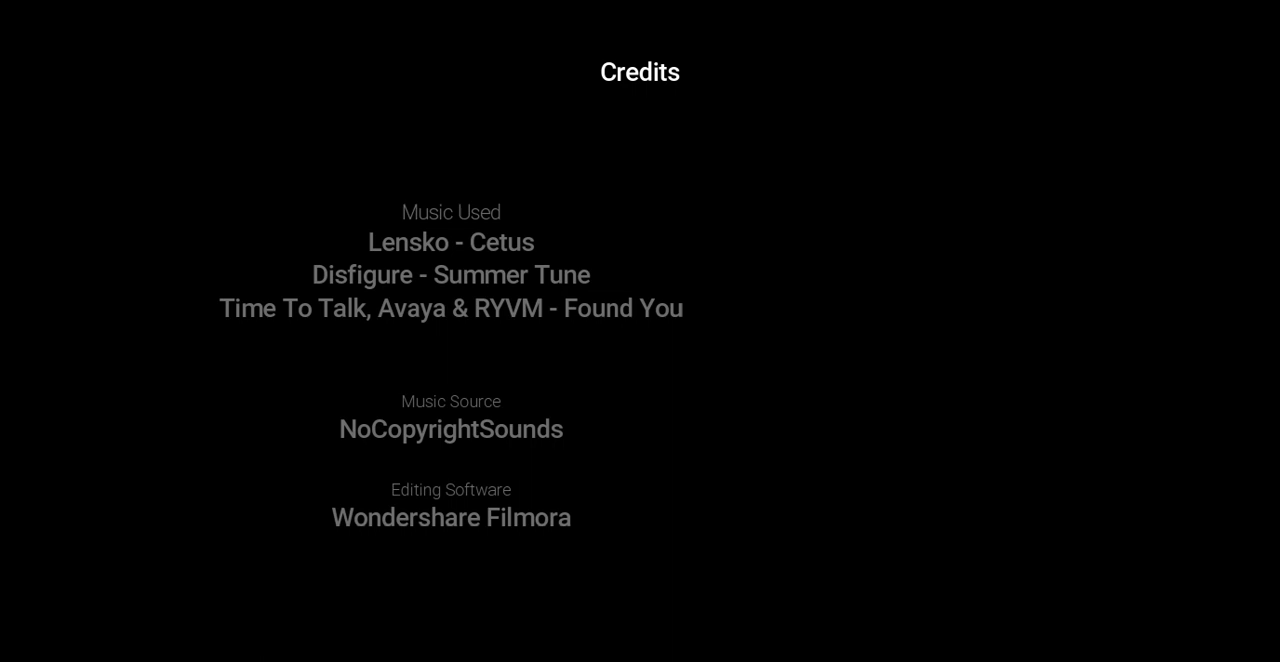 Credits
Music Used
Lensko - Cetus
Disfigure - Summer Tune
Time To Talk, Avaya & RYVM - Found You
Music Source
NoCopyrightSounds
Editing Software
Wondershare Filmora